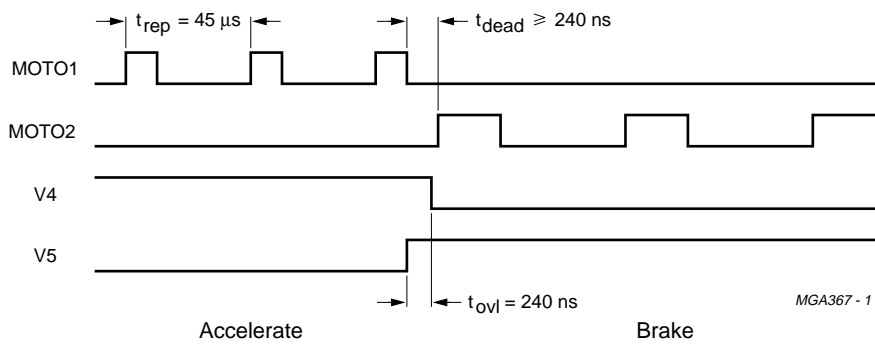 t_rep = 45 μs
t_dead ≥ 240 ns
MOTO1
MOTO2
V4
V5
t_ovl = 240 ns
MGA367 - 1
Accelerate
Brake